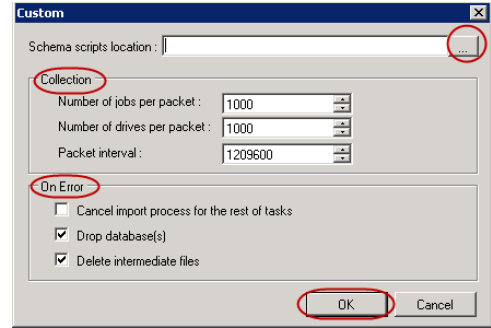 Custom
Schema scripts location :
...
Collection
Number of jobs per packet : 1000
Number of drives per packet : 1000
Packet interval : 1209600
On Error
Cancel import process for the rest of tasks
Drop database(s)
Delete intermediate files
OK Cancel